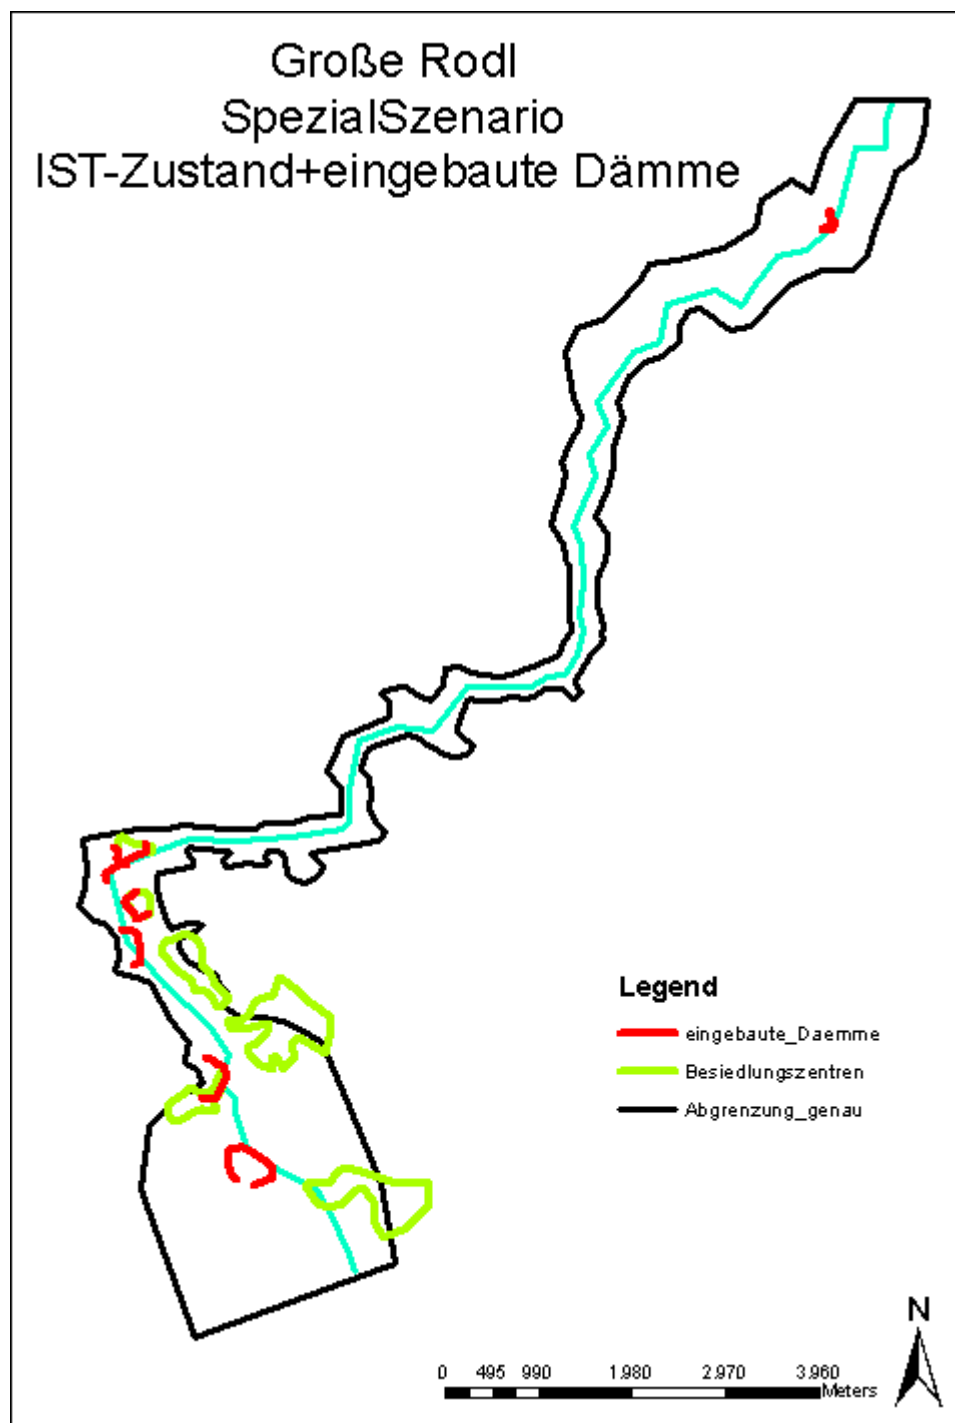 Große Rodl
SpezialSzenario
IST-Zustand+eingebaute Dämme
Legend
eingebaute_Daemme
Besiedlungszentren
Abgrenzung_genau
N
0 495 990 1.980 2.970 3.960
Meters